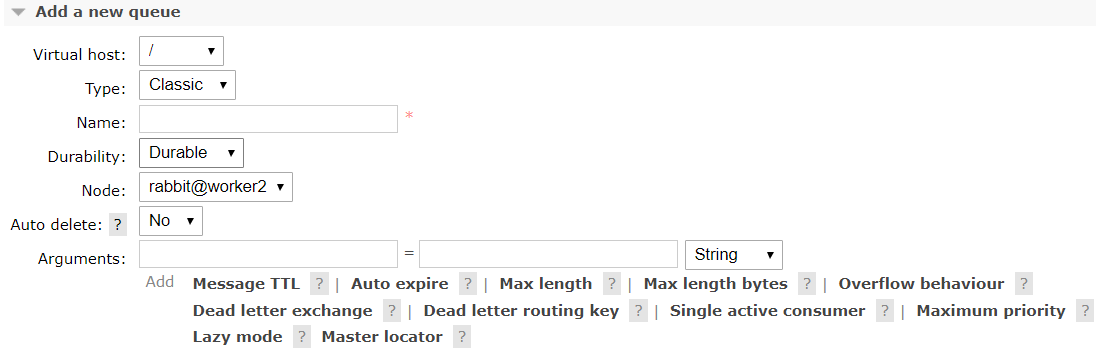 Add a new queue
Virtual host: /
Type: Classic
Name: *
Durability: Durable
Node: rabbit@worker2
Auto delete: ? No
Arguments: = String
Add Message TTL ? | Auto expire ? | Max length ? | Max length bytes ? | Overflow behaviour ?
Dead letter exchange ? | Dead letter routing key ? | Single active consumer ? | Maximum priority ?
Lazy mode ? Master locator ?